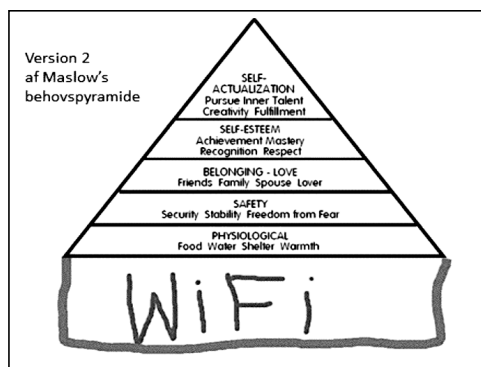 Version 2
af Maslow's
behovspyramide
SELF-
ACTUALIZATION
Pursue Inner Talent
Creativity Fulfillment
SELF-ESTEEM
Achievement Mastery
Recognition Respect
BELONGING - LOVE
Friends Family Spouse Lover
SAFETY
Security Stability Freedom from Fear
PHYSIOLOGICAL
Food Water Shelter Warmth
WiFi